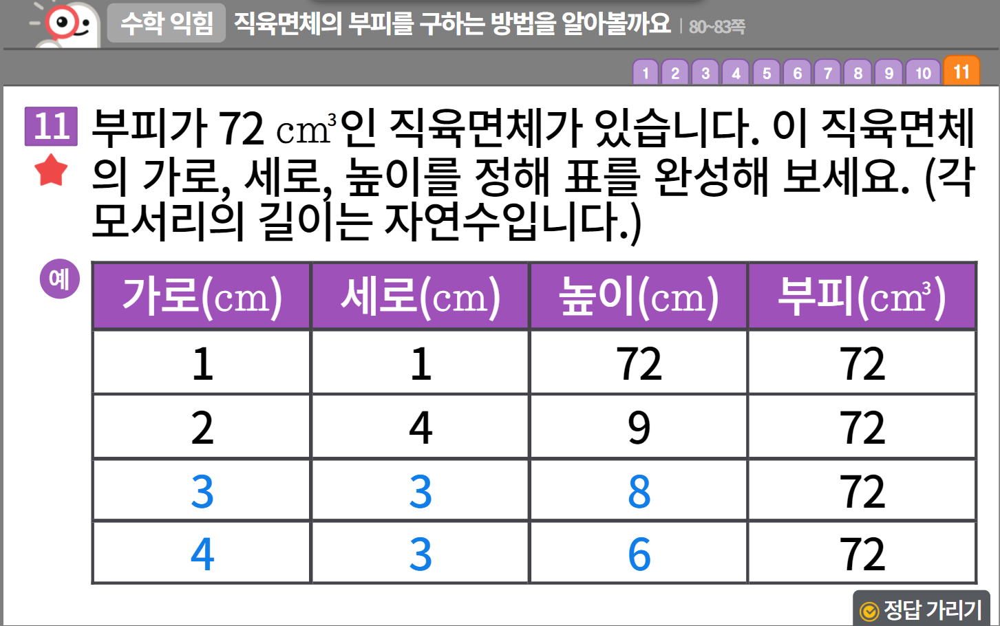 수학 익힘 직육면체의 부피를 구하는 방법을 알아볼까요 | 80~83쪽
1 2 3 4 5 6 7 8 9 10 11
11 부피가 72 cm³인 직육면체가 있습니다. 이 직육면체
의 가로, 세로, 높이를 정해 표를 완성해 보세요. (각
모서리의 길이는 자연수입니다.)
예
가로(cm) 세로(cm) 높이(cm) 부피(cm³)
1 1 72 72
2 4 9 72
3 3 8 72
4 3 6 72
정답 가리기